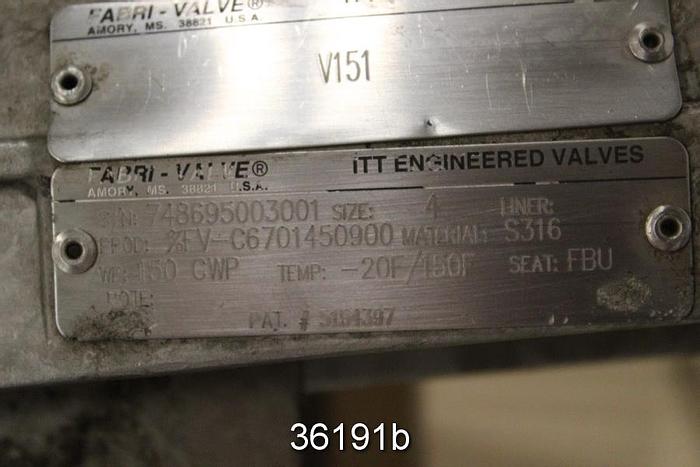 FABRI-VALVE® ITT
AMORY, MS. 38821 U.S.A.
V151
FABRI-VALVE® ITT ENGINEERED VALVES
AMORY, MS. 38821 U.S.A.
S/N: 748695003001 SIZE: 4 LINER:
PROD: %FV-C6701450900 MATERIAL: S316
WP: 150 CWP TEMP: -20F/150F SEAT: FBU
NOTE:
PAT. #
36191b